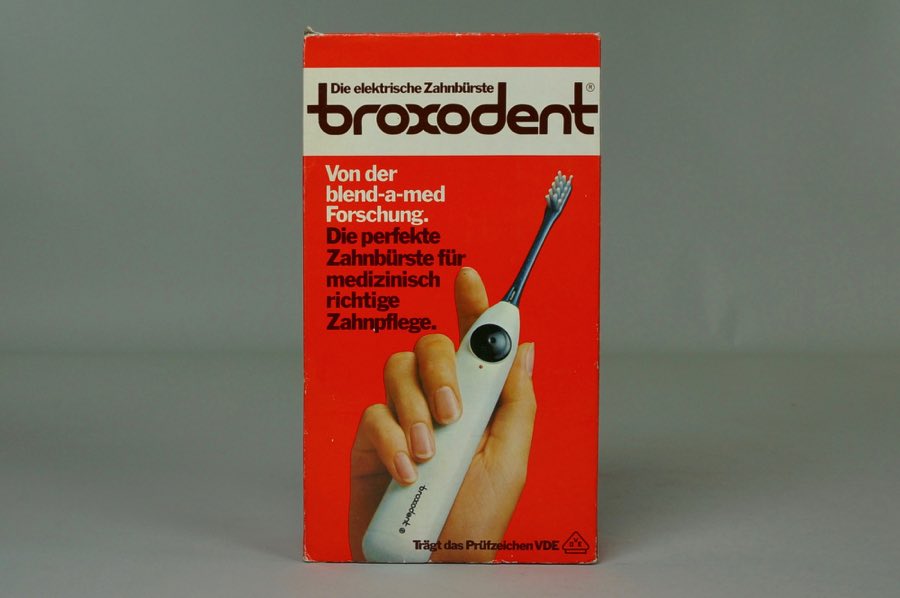 Die elektrische Zahnbürste
broxodent®
Von der
blend-a-med
Forschung.
Die perfekte
Zahnbürste für
medizinisch
richtige
Zahnpflege.
broxodent®
Trägt das Prüfzeichen VDE